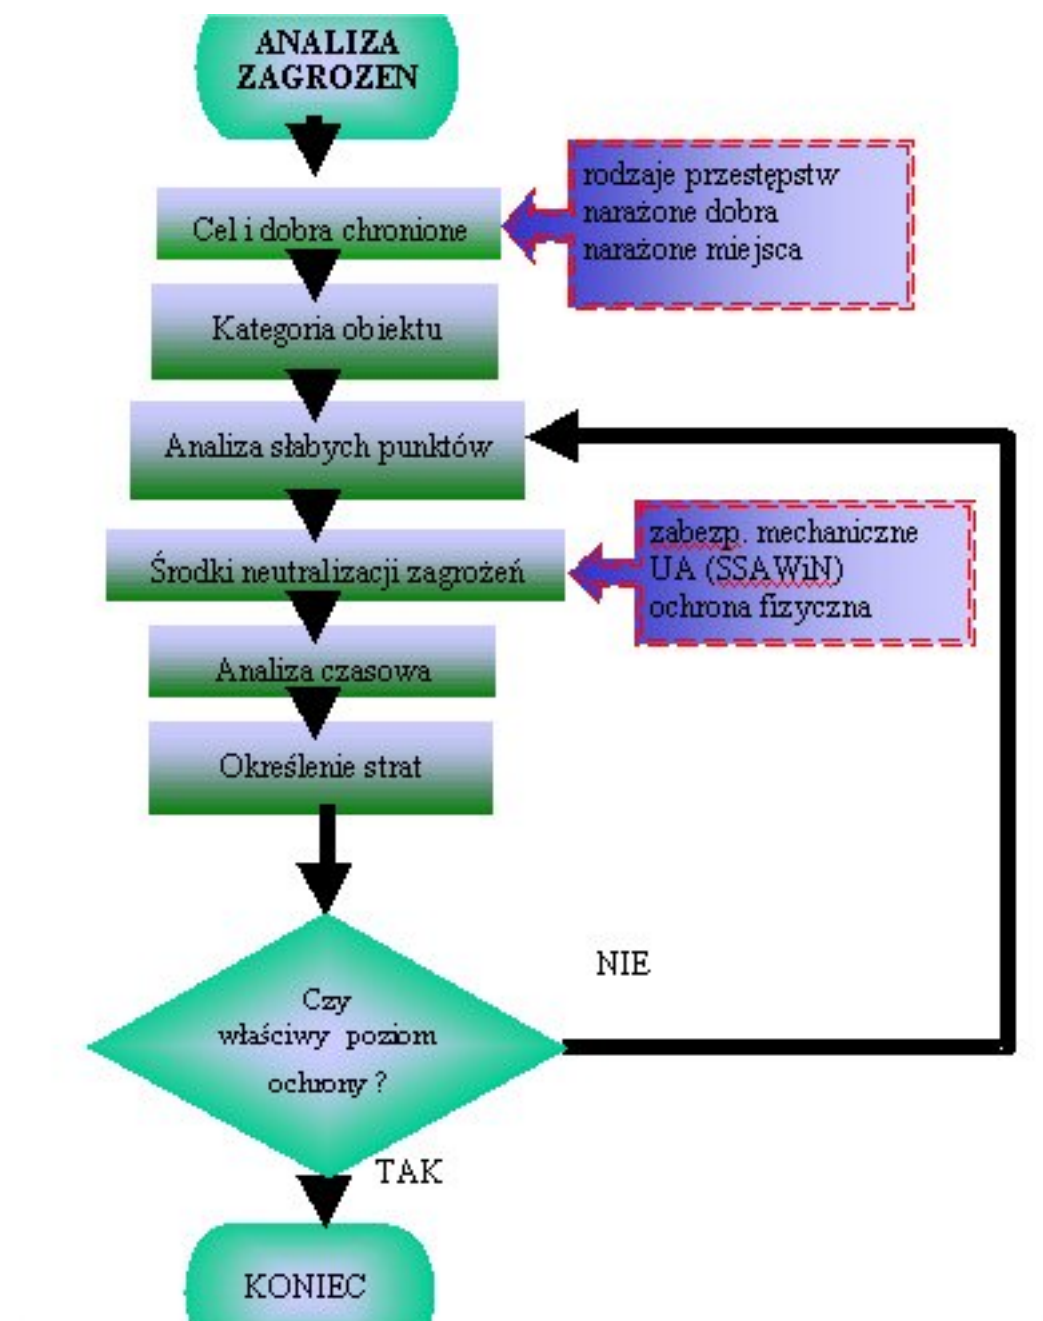 ANALIZA
ZAGROZEN
rodzaje przestępstw
narażone dobra
narażone miejsca
Cel i dobra chronione
Kategoria obiektu
Analiza słabych punktów
zabezp. mechaniczne
UA (SSAWiN)
ochrona fizyczna
Środki neutralizacji zagrożeń
Analiza czasowa
Określenie strat
NIE
Czy
właściwy poziom
ochrony ?
TAK
KONIEC